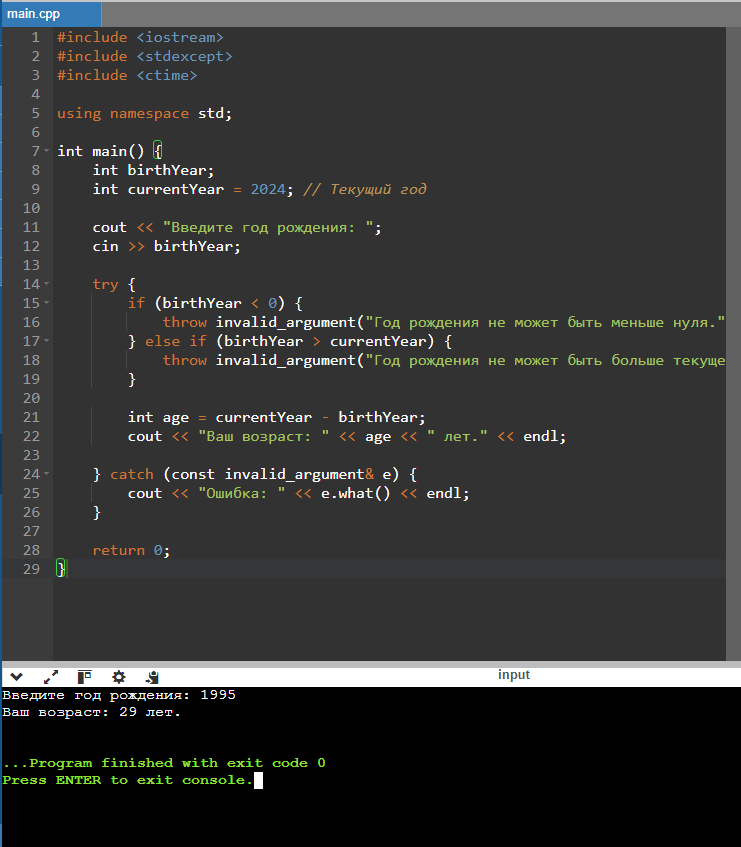 main.cpp
1 #include <iostream>
2 #include <stdexcept>
3 #include <ctime>
4
5 using namespace std;
6
7 int main() {
8     int birthYear;
9     int currentYear = 2024; // Текущий год
10
11     cout << "Введите год рождения: ";
12     cin >> birthYear;
13
14     try {
15         if (birthYear < 0) {
16             throw invalid_argument("Год рождения не может быть меньше нуля."
17         } else if (birthYear > currentYear) {
18             throw invalid_argument("Год рождения не может быть больше текуще
19         }
20
21         int age = currentYear - birthYear;
22         cout << "Ваш возраст: " << age << " лет." << endl;
23
24     } catch (const invalid_argument& e) {
25         cout << "Ошибка: " << e.what() << endl;
26     }
27
28     return 0;
29 }
input
Введите год рождения: 1995
Ваш возраст: 29 лет.
...Program finished with exit code 0
Press ENTER to exit console.